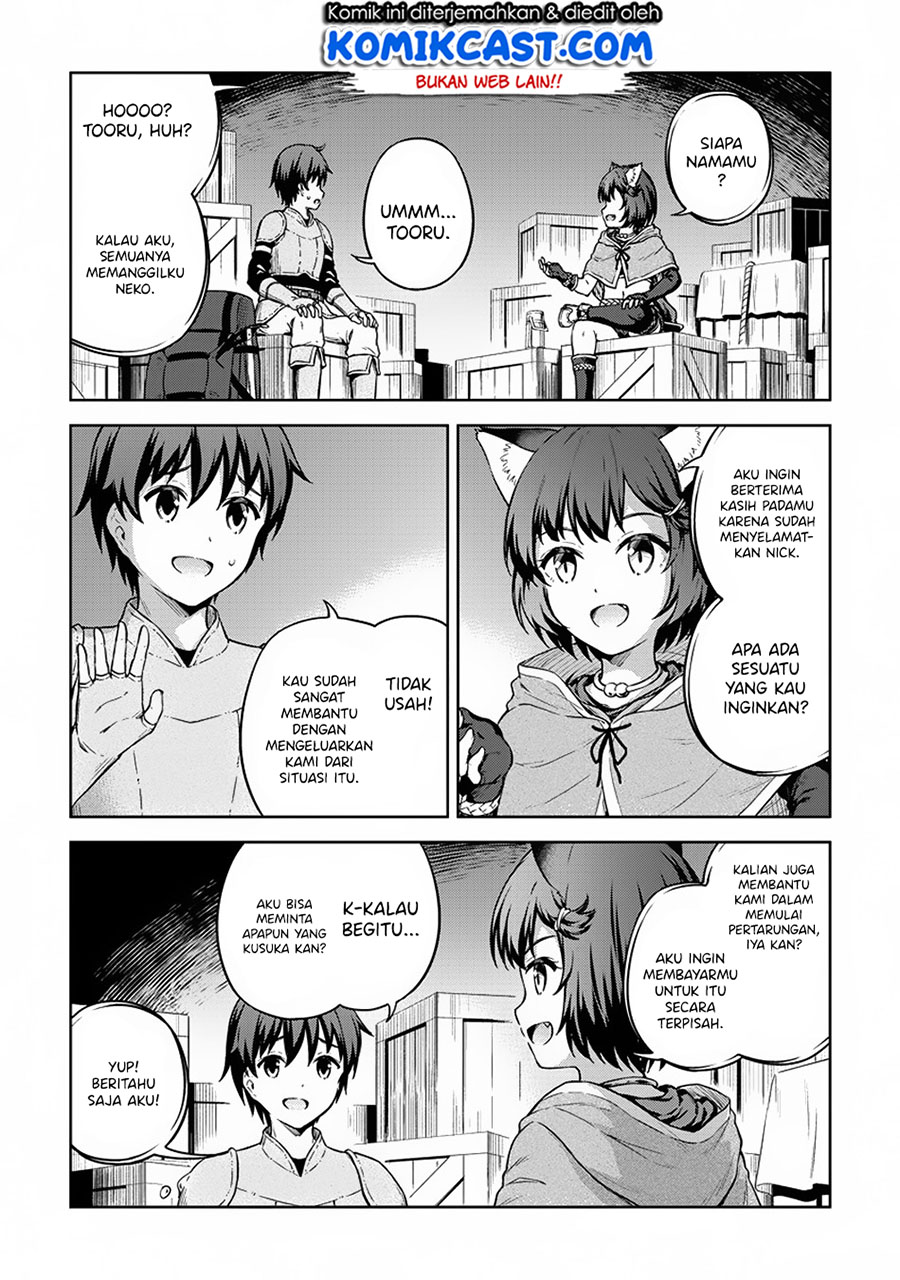 Komik ini diterjemahkan & diedit oleh
KOMIKCAST.COM
BUKAN WEB LAIN!!
SIAPA
NAMAMU
?
UMMM...
TOORU.
HOOOO?
TOORU, HUH?
KALAU AKU,
SEMUANYA
MEMANGGILKU
NEKO.
AKU INGIN
BERTERIMA
KASIH PADAMU
KARENA SUDAH
MENYELAMAT-
KAN NICK.
APA ADA
SESUATU
YANG KAU
INGINKAN?
TIDAK
USAH!
KAU SUDAH
SANGAT
MEMBANTU
DENGAN
MENGELUARKAN
KAMI DARI
SITUASI ITU.
KALIAN JUGA
MEMBANTU
KAMI DALAM
MEMULAI
PERTARUNGAN,
IYA KAN?
AKU INGIN
MEMBAYARMU
UNTUK ITU
SECARA
TERPISAH.
K-KALAU
BEGITU...
AKU BISA
MEMINTA
APAPUN YANG
KUSUKA KAN?
YUP!
BERITAHU
SAJA AKU!